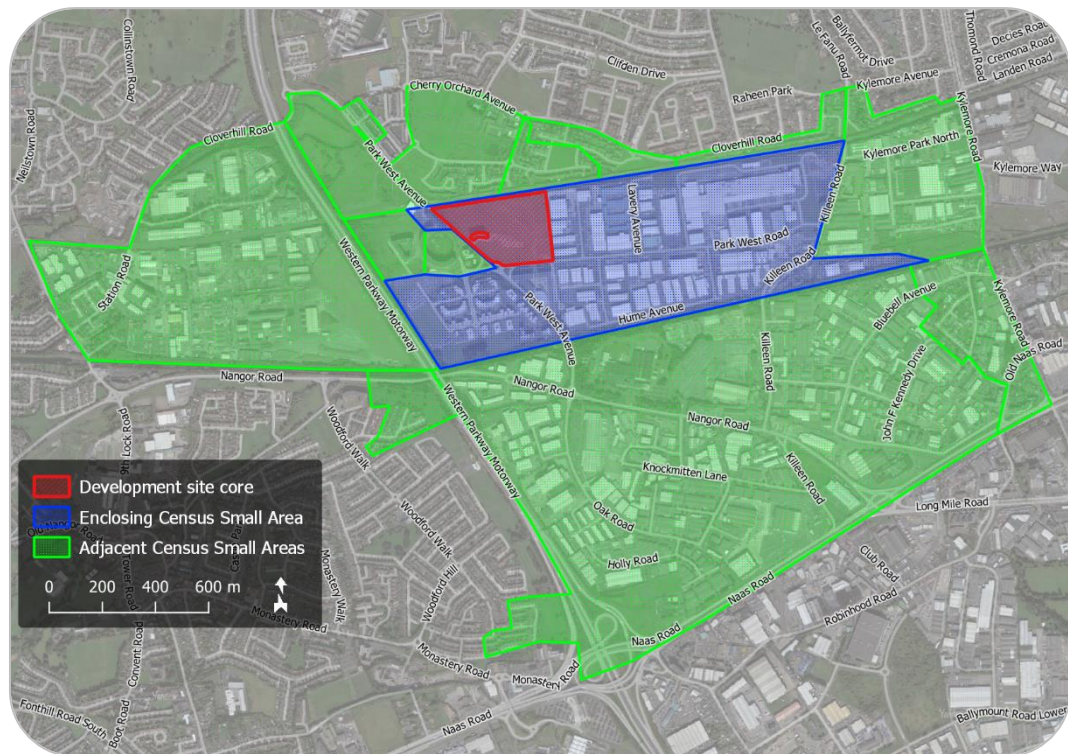 Collinstown Road
Neilstown Road
Cloverhill Road
Cherry Orchard Avenue
Clifden Drive
Ballyfermot Drive
Le Fanu Road
Raheen Park
Kylemore Avenue
Thomond Road
Decies Road
Cremona Road
Landen Road
Kylemore Road
Kylemore Way
Kylemore Park North
Cloverhill Road
Park West Avenue
Lavery Avenue
Killeen Road
Park West Road
Killeen Road
Station Road
Western Parkway Motorway
Park West Avenue
Hume Avenue
Bluebell Avenue
Kylemore Road
Old Naas Road
Nangor Road
Nangor Road
Killeen Road
John F Kennedy Drive
Nangor Road
Woodford Walk
Western Parkway Motorway
9th Lock Road
Knockmitten Lane
Killeen Road
Long Mile Road
Oak Road
Woodford Walk
Holly Road
Club Road
Woodford Hill
Naas Road
Robinhood Road
Naas Road
Development site core
Enclosing Census Small Area
Adjacent Census Small Areas
0 200 400 600 m
Monastery Walk
Monastery Road
Monastery Road
Monastery Road
Convent Road
Fonthill Road South
Boot Road
Naas Road
Ballymount Road Lower